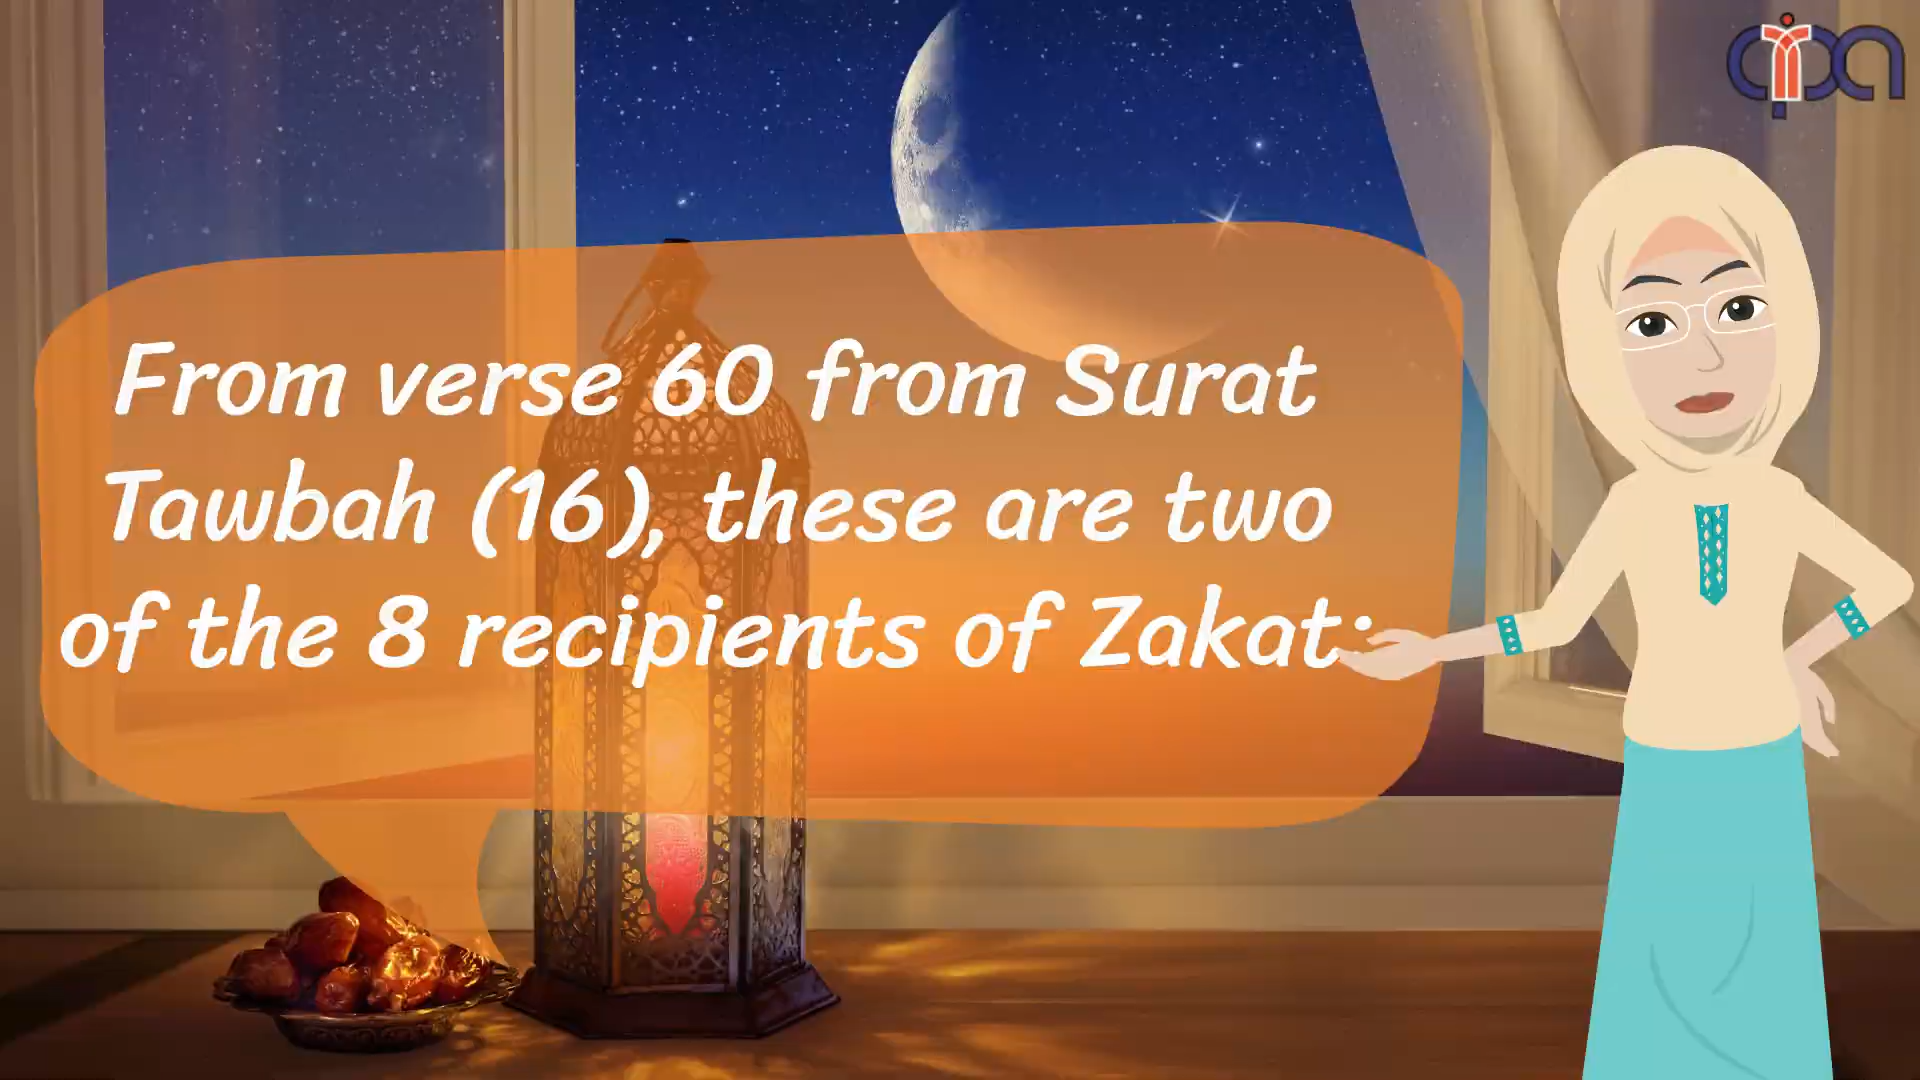 From verse 60 from Surat
Tawbah (16), these are two
of the 8 recipients of Zakat: